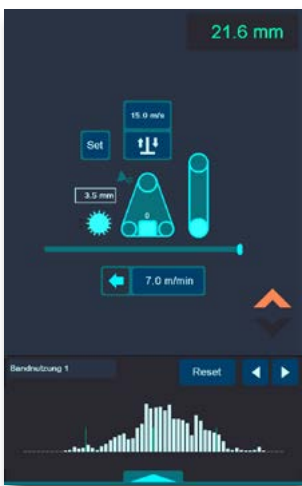 21.6 mm
15.0 m/s
Set
3.5 mm
0
7.0 m/min
Bandnutzung 1
Reset